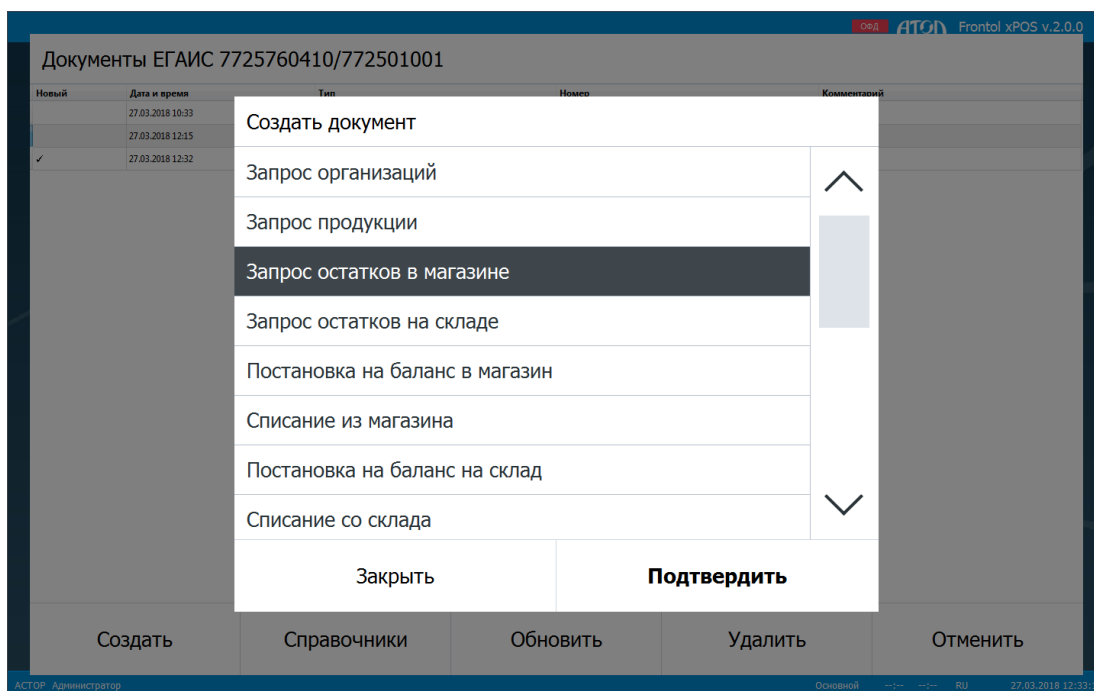 ОФД АТОЛ Frontol xPOS v.2.0.0
Документы ЕГАИС 7725760410/772501001
Новый Дата и время Тип Номер Комментарий
27.03.2018 10:33
27.03.2018 12:15
✓ 27.03.2018 12:32
Создать документ
Запрос организаций
Запрос продукции
Запрос остатков в магазине
Запрос остатков на складе
Постановка на баланс в магазин
Списание из магазина
Постановка на баланс на склад
Списание со склада
Закрыть Подтвердить
Создать Справочники Обновить Удалить Отменить
АСТОР Администратор Основной --:-- --:-- RU 27.03.2018 12:33: